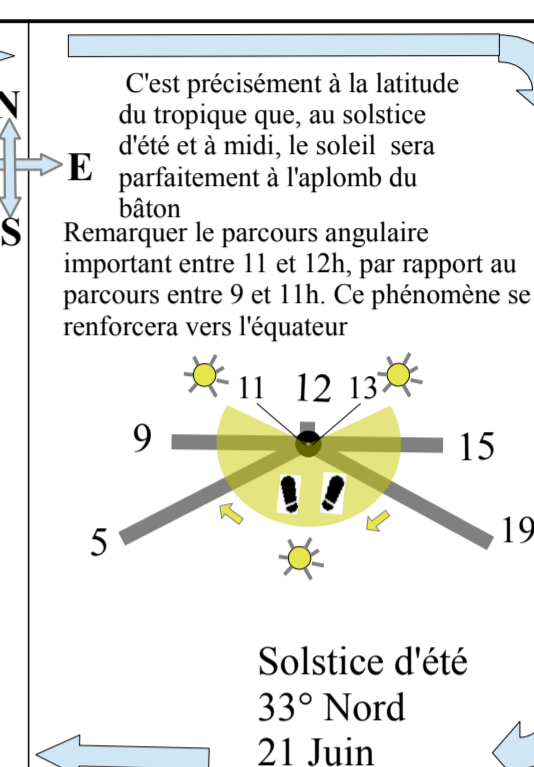 C'est précisément à la latitude
du tropique que, au solstice
d'été et à midi, le soleil sera
parfaitement à l'aplomb du
bâton
N
E
S
Remarquer le parcours angulaire
important entre 11 et 12h, par rapport au
parcours entre 9 et 11h. Ce phénomène se
renforcera vers l'équateur
11 12 13
9 15
5 19
Solstice d'été
33° Nord
21 Juin